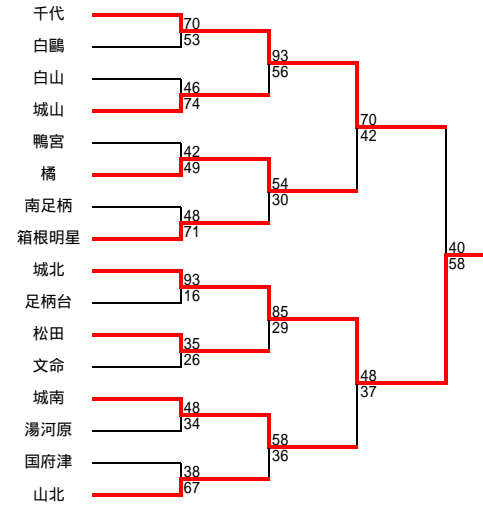 千代
70
53
白鷗
93
56
白山
46
74
城山
70
42
鴨宮
42
49
橘
54
30
南足柄
48
71
箱根明星
40
58
城北
93
16
足柄台
85
29
松田
35
26
文命
48
37
城南
48
34
湯河原
58
36
国府津
38
67
山北